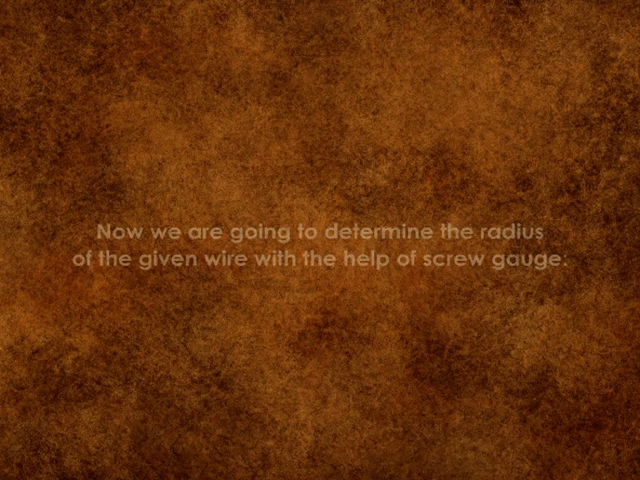 Now we are going to determine the radius
of the given wire with the help of screw gauge: